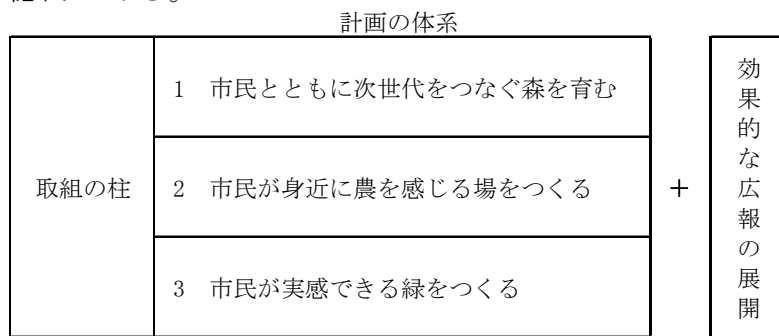 計画の体系
取組の柱
1 市民とともに次世代をつなぐ森を育む
2 市民が身近に農を感じる場をつくる
3 市民が実感できる緑をつくる
＋
効果的な広報の展開